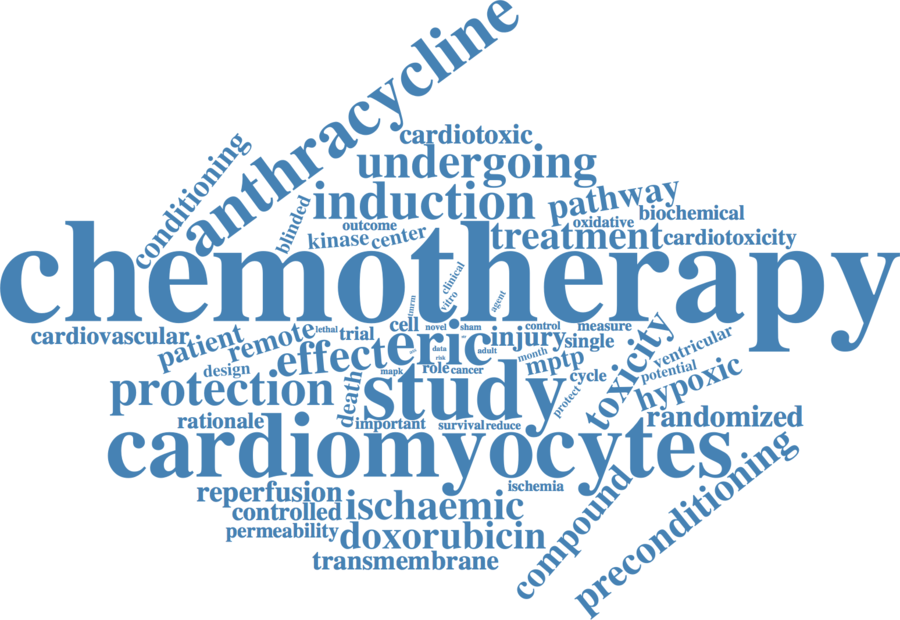 anthracycline
conditioning
cardiotoxic
undergoing
induction
pathway
blinded
outcome
oxidative
biochemical
kinase
center
treatment
cardiotoxicity
chemotherapy
clinical
vitro
agent
tmrm
cardiovascular
patient
remote
lethal
trial
cell
novel
sham
control
measure
effect
eric
injury
single
data
adult
risk
month
mptp
ventricular
design
role
cancer
mapk
cycle
potential
toxicity
hypoxic
protection
death
study
protect
randomized
rationale
important
survival
reduce
cardiomyocytes
ischemia
reperfusion
controlled
ischaemic
compound
preconditioning
permeability
doxorubicin
transmembrane